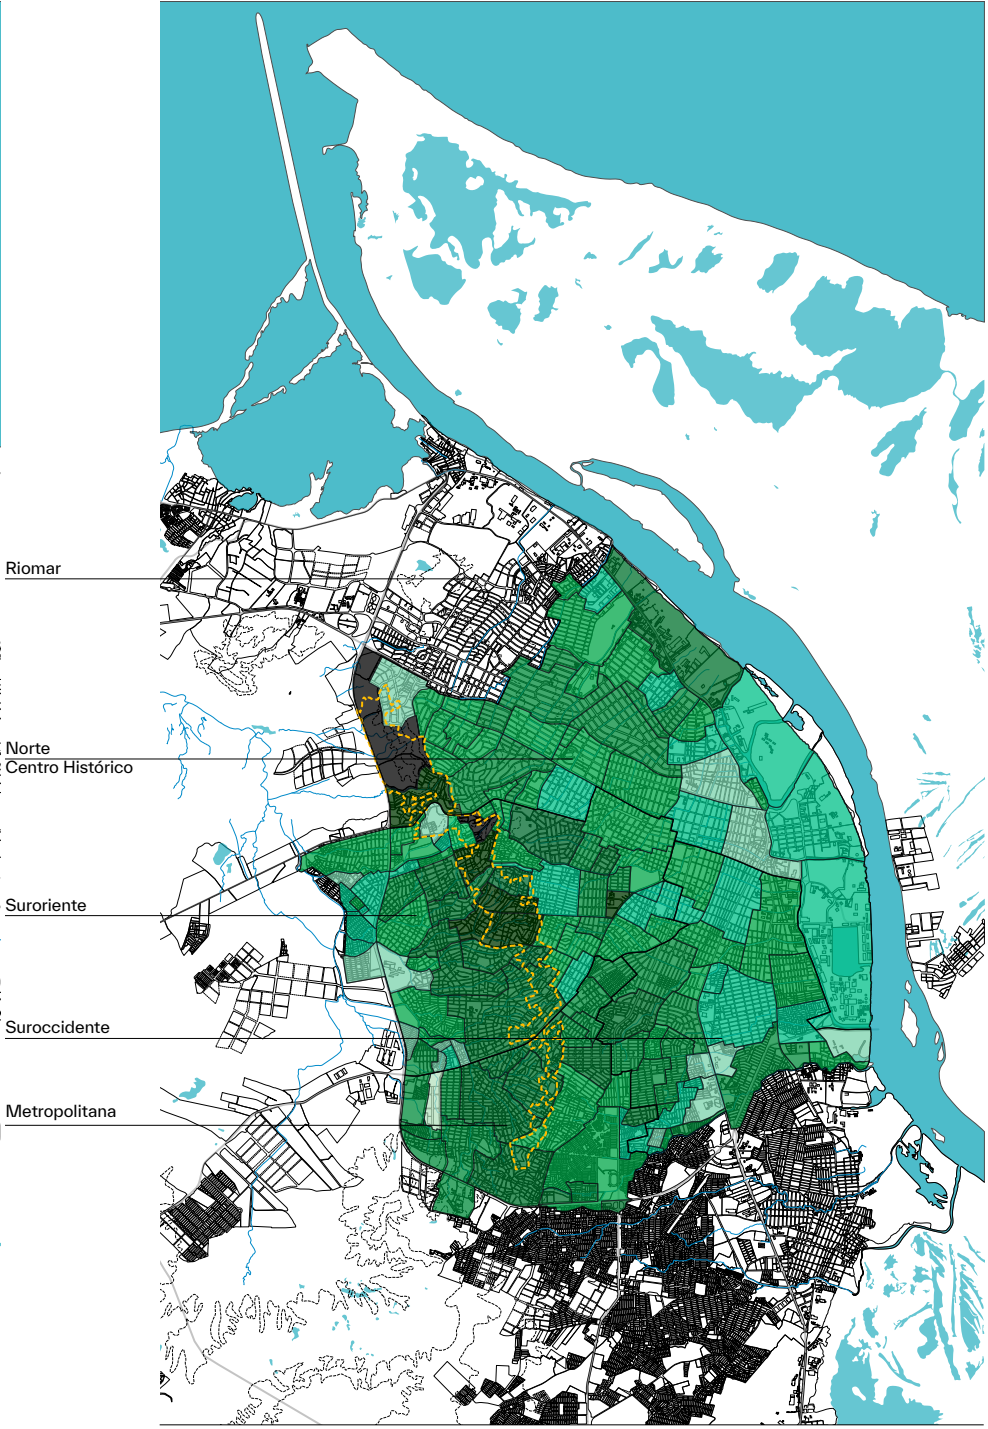 Riomar
Norte
Centro Histórico
Suroriente
Suroccidente
Metropolitana